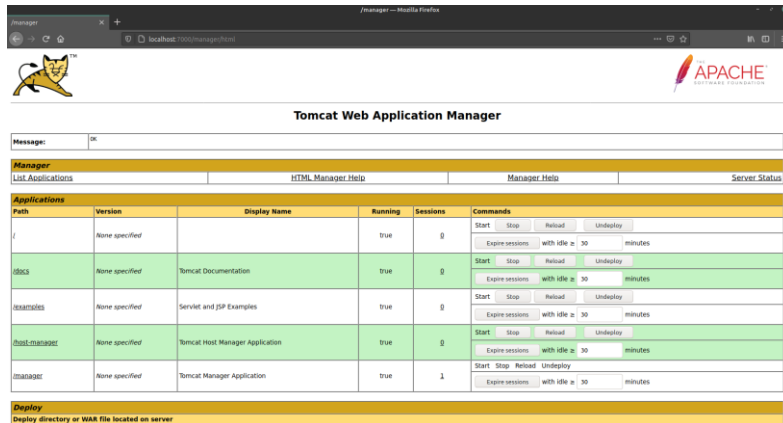 /manager — Mozilla Firefox
/manager
localhost:7000/manager/html
TM
THE
APACHE
SOFTWARE FOUNDATION
Tomcat Web Application Manager
Message: OK
Manager
List Applications HTML Manager Help Manager Help Server Status
Applications
Path Version Display Name Running Sessions Commands
/ None specified true 0 Start Stop Reload Undeploy
Expire sessions with idle ≥ 30 minutes
/docs None specified Tomcat Documentation true 0 Start Stop Reload Undeploy
Expire sessions with idle ≥ 30 minutes
/examples None specified Servlet and JSP Examples true 0 Start Stop Reload Undeploy
Expire sessions with idle ≥ 30 minutes
/host-manager None specified Tomcat Host Manager Application true 0 Start Stop Reload Undeploy
Expire sessions with idle ≥ 30 minutes
/manager None specified Tomcat Manager Application true 1 Start Stop Reload Undeploy
Expire sessions with idle ≥ 30 minutes
Deploy
Deploy directory or WAR file located on server